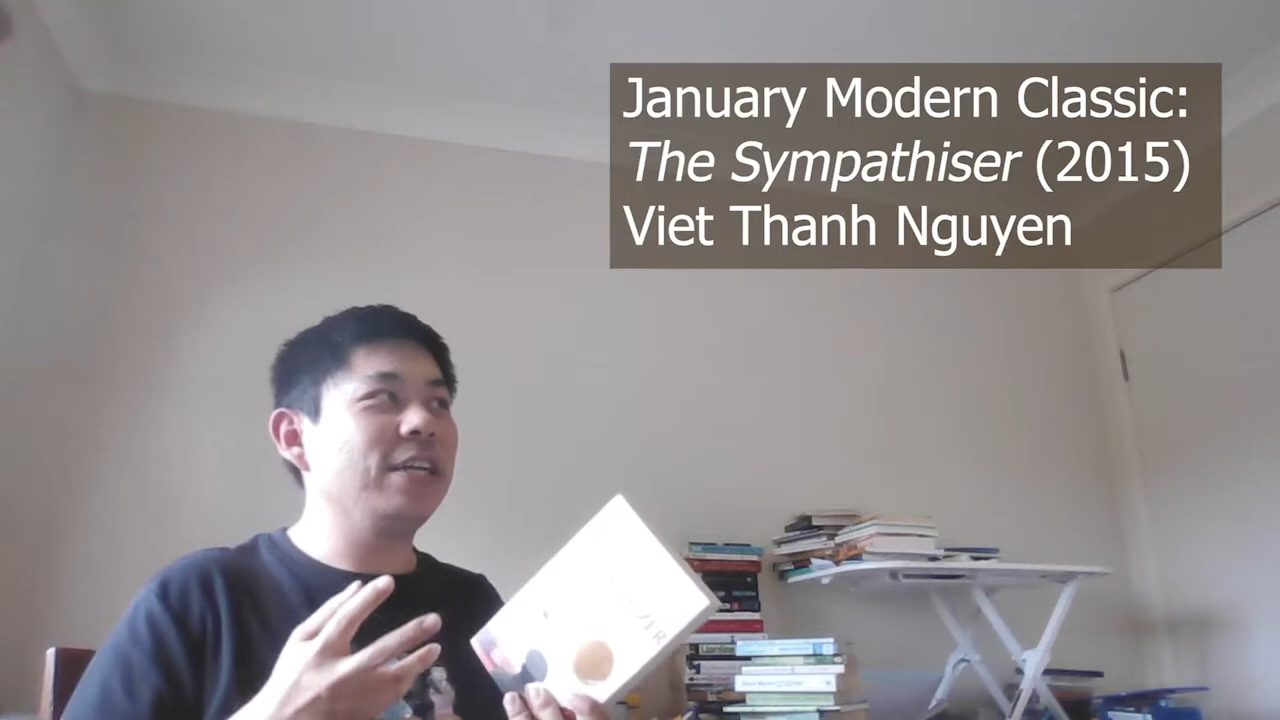 January Modern Classic:
The Sympathiser (2015)
Viet Thanh Nguyen